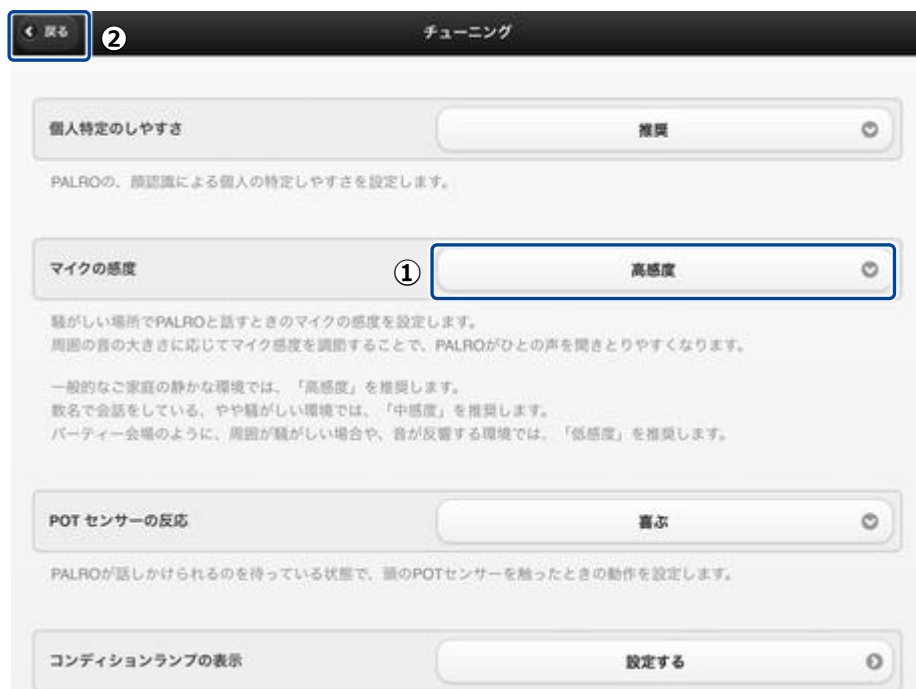 戻る
②
チューニング
個人特定のしやすさ
推奨
PALROの、顔認識による個人の特定しやすさを設定します。
マイクの感度
①
高感度
騒がしい場所でPALROと話すときのマイクの感度を設定します。
周囲の音の大きさに応じてマイク感度を調節することで、PALROがひとの声を聞きとりやすくなります。
一般的なご家庭の静かな環境では、「高感度」を推奨します。
数名で会話をしている、やや騒がしい環境では、「中感度」を推奨します。
パーティー会場のように、周囲が騒がしい場合や、音が反響する環境では、「低感度」を推奨します。
POT センサーの反応
喜ぶ
PALROが話しかけられるのを待っている状態で、頭のPOTセンサーを触ったときの動作を設定します。
コンディションランプの表示
設定する